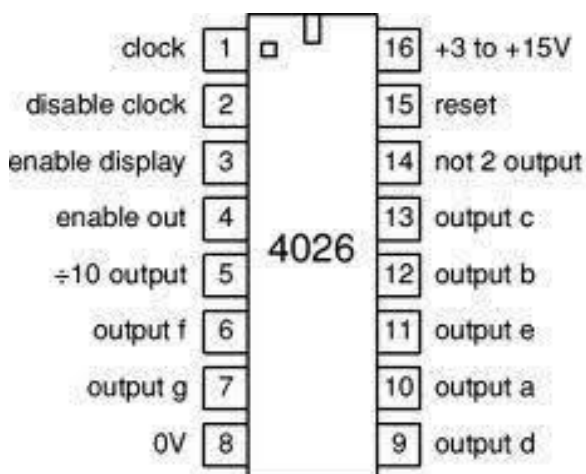 clock 1 16 +3 to +15V
disable clock 2 15 reset
enable display 3 14 not 2 output
enable out 4 13 output c
4026
÷10 output 5 12 output b
output f 6 11 output e
output g 7 10 output a
0V 8 9 output d